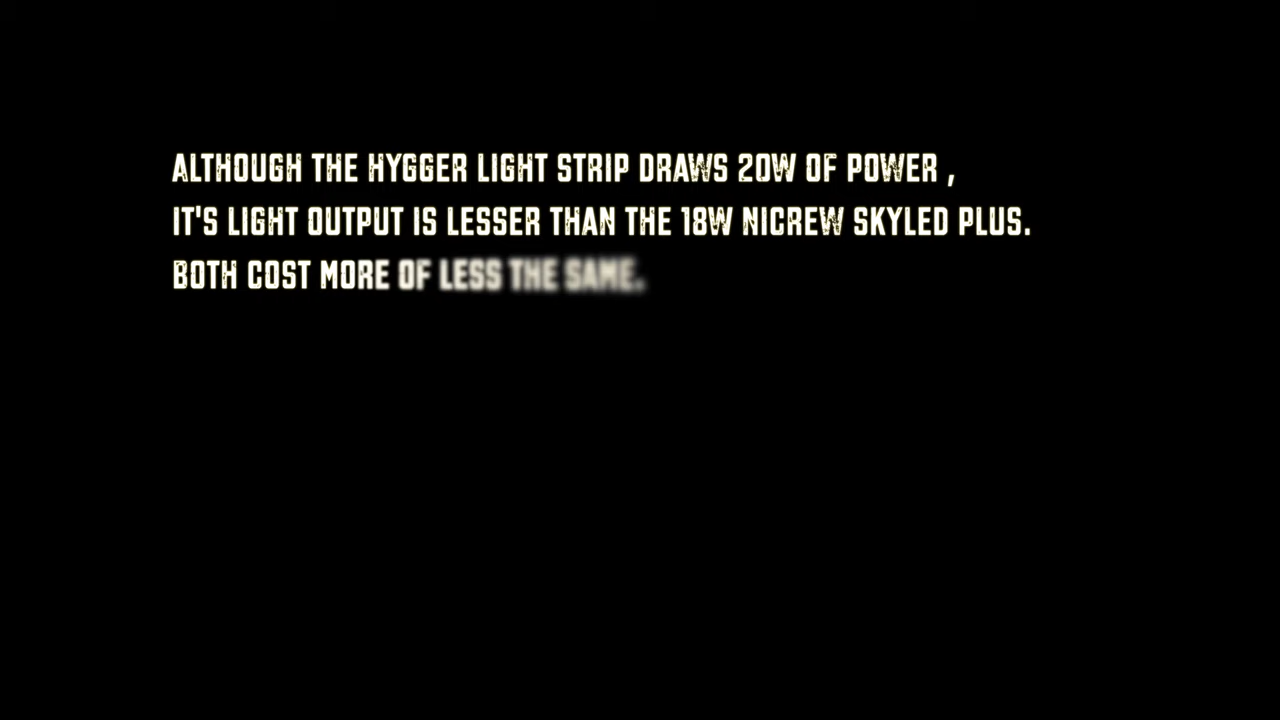 ALTHOUGH THE HYGGER LIGHT STRIP DRAWS 20W OF POWER ,
IT'S LIGHT OUTPUT IS LESSER THAN THE 18W NICREW SKYLED PLUS.
BOTH COST MORE OF LESS THE SAME.